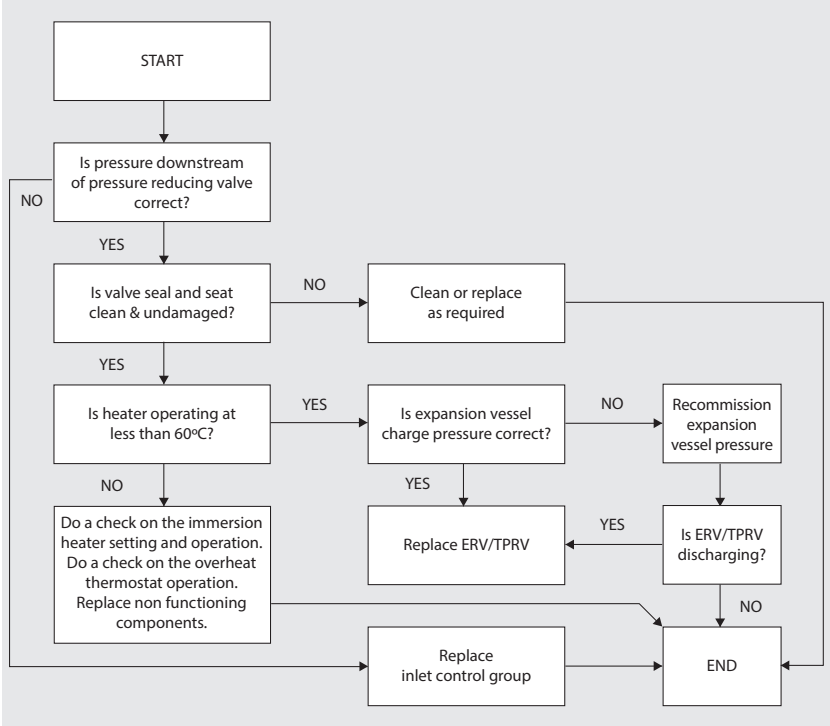 START
Is pressure downstream
of pressure reducing valve
correct?
NO
YES
Is valve seal and seat
clean & undamaged?
NO
Clean or replace
as required
YES
Is heater operating at
less than 60ºC?
YES
Is expansion vessel
charge pressure correct?
NO
Recommission
expansion
vessel pressure
NO
YES
Do a check on the immersion
heater setting and operation.
Do a check on the overheat
thermostat operation.
Replace non functioning
components.
Replace ERV/TPRV
YES
Is ERV/TPRV
discharging?
NO
Replace
inlet control group
END